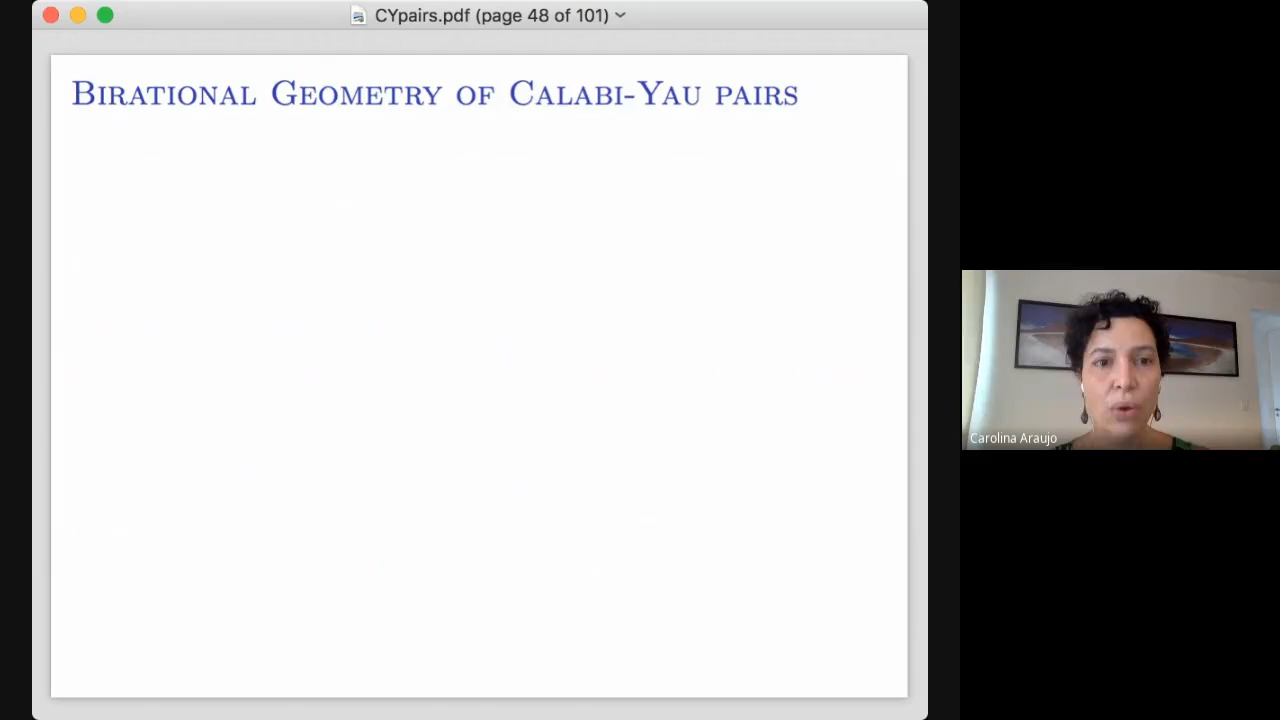 CYpairs.pdf (page 48 of 101)
Birational Geometry of Calabi-Yau pairs
Carolina Araujo